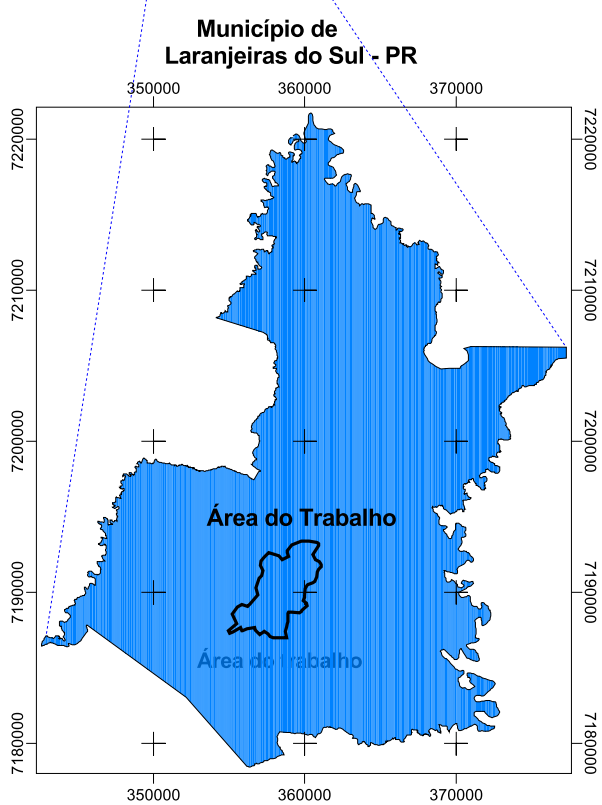 Município de
Laranjeiras do Sul - PR
350000 360000 370000
7220000 7220000
7210000 7210000
7200000 7200000
Área do Trabalho
7190000 7190000
Área do trabalho
7180000 7180000
350000 360000 370000